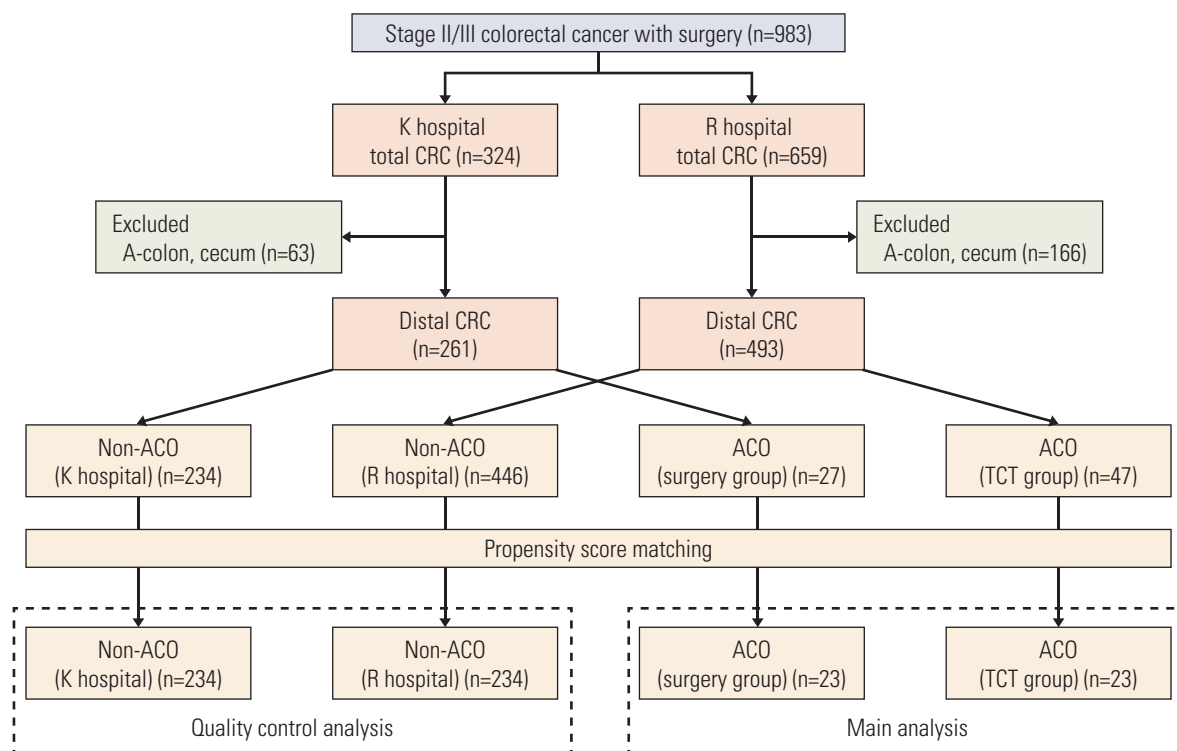 Stage II/III colorectal cancer with surgery (n=983)
K hospital
total CRC (n=324)
R hospital
total CRC (n=659)
Excluded
A-colon, cecum (n=63)
Excluded
A-colon, cecum (n=166)
Distal CRC
(n=261)
Distal CRC
(n=493)
Non-ACO
(K hospital) (n=234)
Non-ACO
(R hospital) (n=446)
ACO
(surgery group) (n=27)
ACO
(TCT group) (n=47)
Propensity score matching
Non-ACO
(K hospital) (n=234)
Non-ACO
(R hospital) (n=234)
ACO
(surgery group) (n=23)
ACO
(TCT group) (n=23)
Quality control analysis
Main analysis